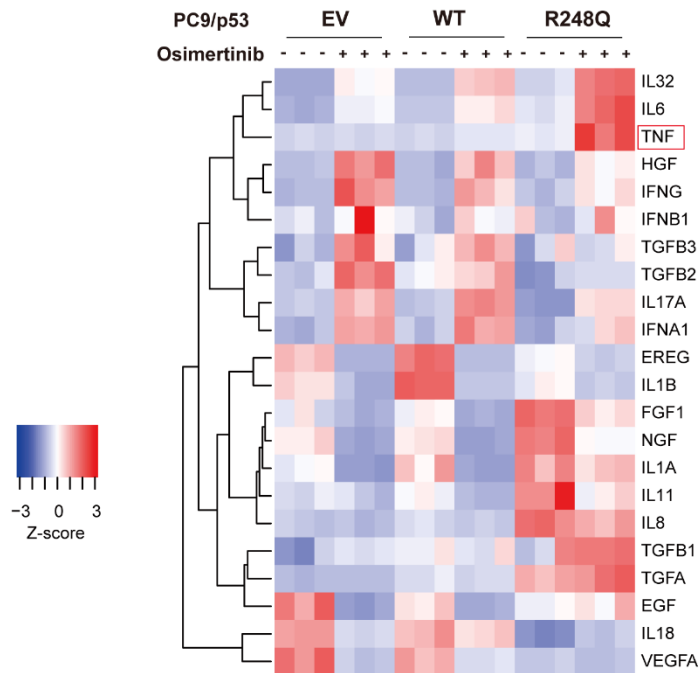 PC9/p53 EV WT R248Q
Osimertinib - - - + + + - - - + + + - - - + + +
IL32
IL6
TNF
HGF
IFNG
IFNB1
TGFB3
TGFB2
IL17A
IFNA1
EREG
IL1B
FGF1
NGF
IL1A
IL11
IL8
TGFB1
TGFA
EGF
IL18
VEGFA
−3 0 3
Z-score